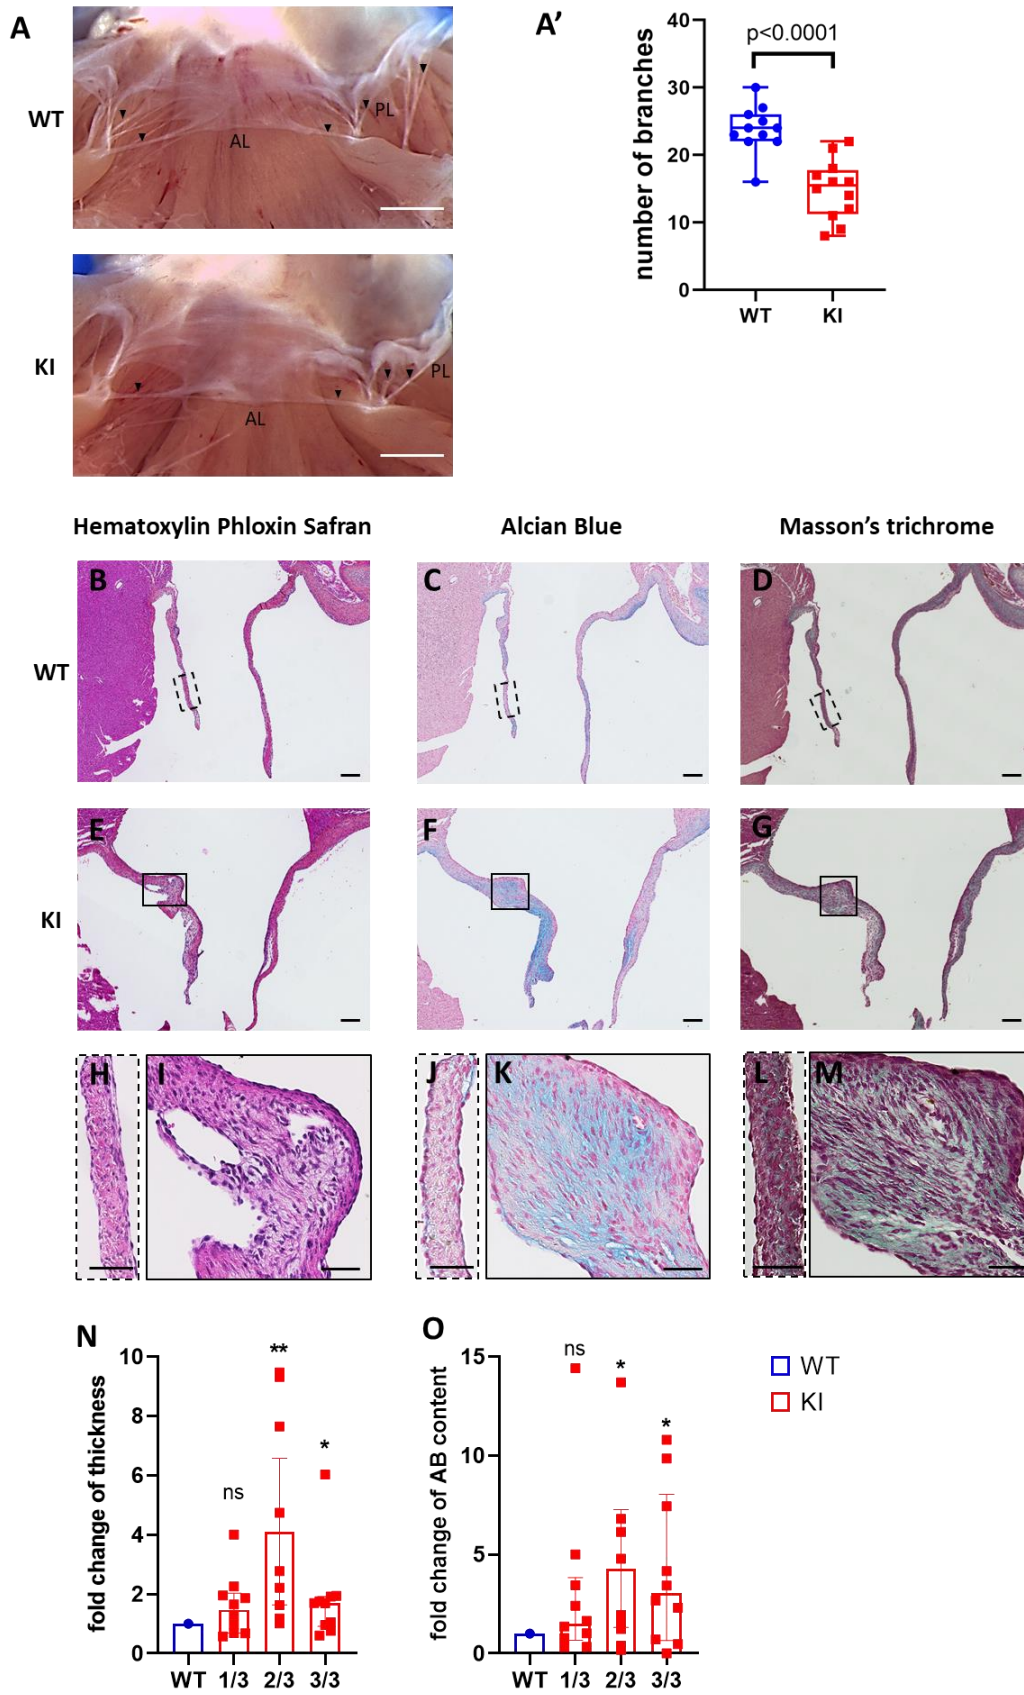 A
WT
AL
PL
KI
AL
PL
A’
number of branches
40
30
20
10
0
p<0.0001
WT
KI
Hematoxylin Phloxin Safran
Alcian Blue
Masson’s trichrome
WT
B
C
D
KI
E
F
G
H
I
J
K
L
M
N
fold change of thickness
10
8
6
4
2
0
ns
**
*
WT
1/3
2/3
3/3
O
fold change of AB content
15
10
5
0
ns
*
*
WT
1/3
2/3
3/3
WT
KI